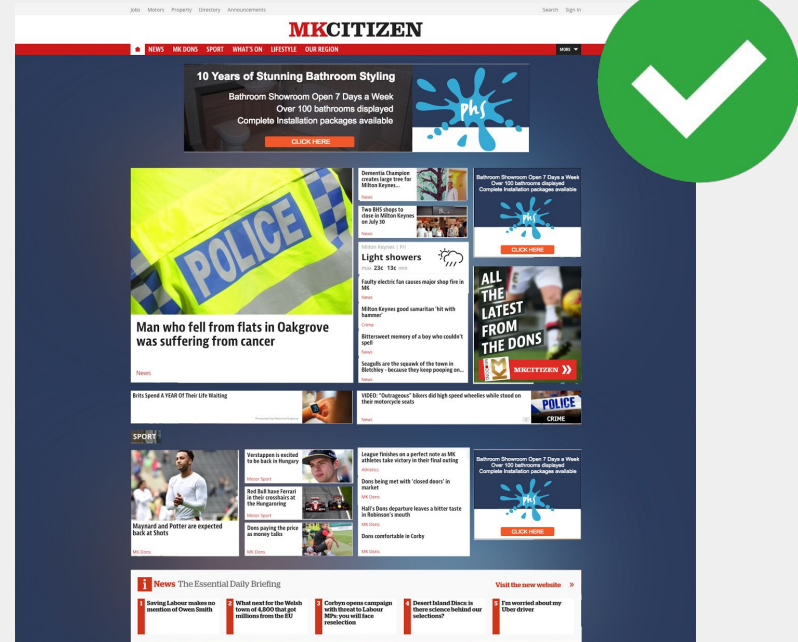 Jobs Motors Property Directory Announcements
Search Sign In
MKCITIZEN
NEWS MK DONS SPORT WHAT'S ON LIFESTYLE OUR REGION
MORE
10 Years of Stunning Bathroom Styling
Bathroom Showroom Open 7 Days a Week
Over 100 bathrooms displayed
Complete Installation packages available
CLICK HERE
phs
POLICE
Man who fell from flats in Oakgrove
was suffering from cancer
News
Dementia Champion
creates large tree for
Milton Keynes...
News
Two BHS shops to
close in Milton Keynes
on July 30
News
Milton Keynes | Fri
Light showers
max 23c 13c min
Faulty electric fan causes major shop fire in
MK
News
Milton Keynes good samaritan 'hit with
hammer'
Crime
Bittersweet memory of a boy who couldn't
spell
News
Seagulls are the squawk of the town in
Bletchley - because they keep pooping on...
News
Bathroom Showroom Open 7 Days a Week
Over 100 bathrooms displayed
Complete Installation packages available
phs
CLICK HERE
ALL
THE
LATEST
FROM
THE DONS
MKCITIZEN
Brits Spend A YEAR Of Their Life Waiting
VIDEO: "Outrageous" bikers did high speed wheelies while stood on
their motorcycle seats
News
POLICE
CRIME
SPORT
Maynard and Potter are expected
back at Shots
MK Dons
Verstappen is excited
to be back in Hungary
Motor Sport
Red Bull have Ferrari
in their crosshairs at
the Hungaroring
Motor Sport
Dons paying the price
as money talks
MK Dons
League finishes on a perfect note as MK
athletes take victory in their final outing
Athletics
Dons being met with 'closed doors' in
market
MK Dons
Hall's Dons departure leaves a bitter taste
in Robinson's mouth
MK Dons
Dons comfortable in Corby
MK Dons
Bathroom Showroom Open 7 Days a Week
Over 100 bathrooms displayed
Complete Installation packages available
phs
CLICK HERE
i News The Essential Daily Briefing
Visit the new website »
1 Saving Labour makes no
mention of Owen Smith
2 What next for the Welsh
town of 4,800 that got
millions from the EU
3 Corbyn opens campaign
with threat to Labour
MPs: you will face
reselection
4 Desert Island Discs: is
there science behind our
selections?
5 I'm worried about my
Uber driver